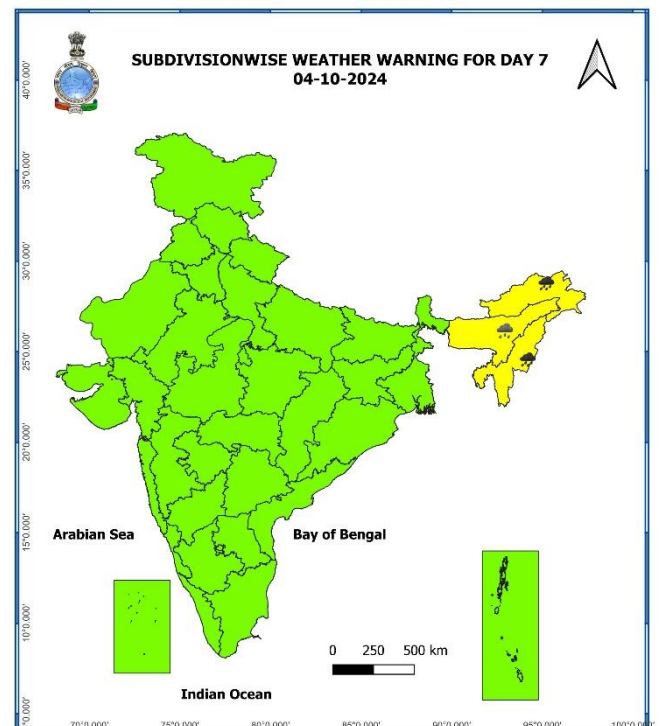 SUBDIVISIONWISE WEATHER WARNING FOR DAY 7
04-10-2024
40°0.000'
35°0.000'
30°0.000'
25°0.000'
20°0.000'
15°0.000'
10°0.000'
Arabian Sea
Bay of Bengal
0 250 500 km
Indian Ocean
70°0.000' 75°0.000' 80°0.000' 85°0.000' 90°0.000' 95°0.000' 100°0.000'